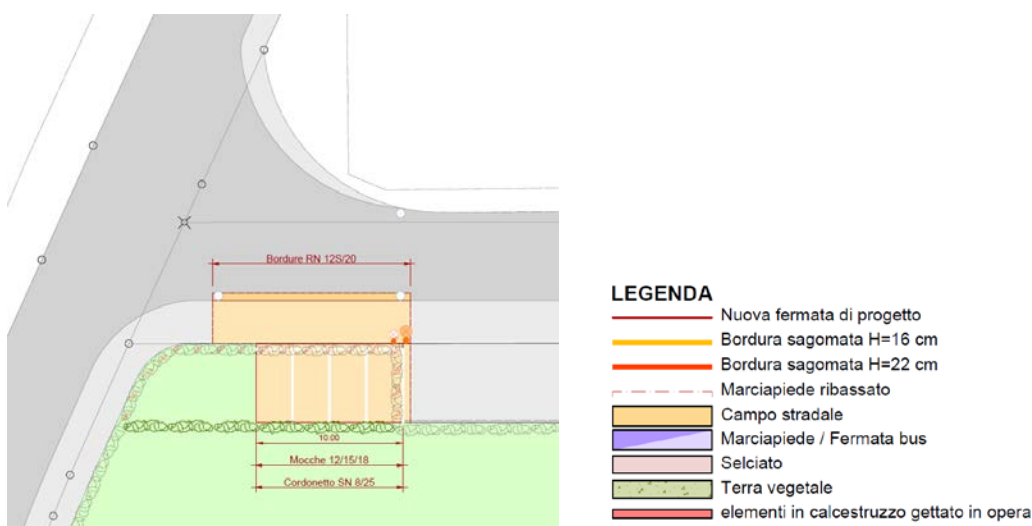 Bordure RN 12S/20
10.00
Mocche 12/15/18
Cordonetto SN 8/25
LEGENDA
Nuova fermata di progetto
Bordura sagomata H=16 cm
Bordura sagomata H=22 cm
Marciapiede ribassato
Campo stradale
Marciapiede / Fermata bus
Selciato
Terra vegetale
elementi in calcestruzzo gettato in opera